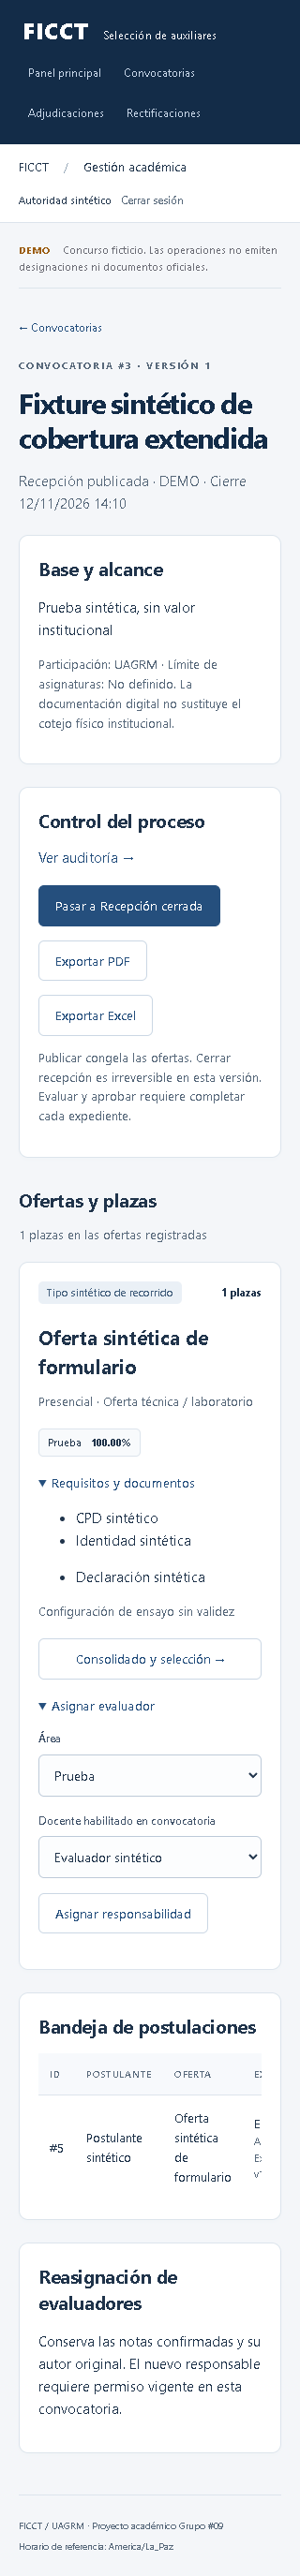 FICCT Selección de auxiliares
Panel principal Convocatorias
Adjudicaciones Rectificaciones
FICCT / Gestión académica
Autoridad sintético Cerrar sesión
DEMO Concurso ficticio. Las operaciones no emiten
designaciones ni documentos oficiales.
← Convocatorias
CONVOCATORIA #3 · VERSIÓN 1
Fixture sintético de
cobertura extendida
Recepción publicada · DEMO · Cierre
12/11/2026 14:10
Base y alcance
Prueba sintética, sin valor
institucional
Participación: UAGRM · Límite de
asignaturas: No definido. La
documentación digital no sustituye el
cotejo físico institucional.
Control del proceso
Ver auditoría →
Pasar a Recepción cerrada
Exportar PDF
Exportar Excel
Publicar congela las ofertas. Cerrar
recepción es irreversible en esta versión.
Evaluar y aprobar requiere completar
cada expediente.
Ofertas y plazas
1 plazas en las ofertas registradas
Tipo sintético de recorrido 1 plazas
Oferta sintética de
formulario
Presencial · Oferta técnica / laboratorio
Prueba 100.00%
▼ Requisitos y documentos
• CPD sintético
• Identidad sintética
• Declaración sintética
Configuración de ensayo sin validez
Consolidado y selección →
▼ Asignar evaluador
Área
Prueba
Docente habilitado en convocatoria
Evaluador sintético
Asignar responsabilidad
Bandeja de postulaciones
ID POSTULANTE OFERTA
#5 Postulante
sintético
Oferta
sintética
de
formulario
Reasignación de
evaluadores
Conserva las notas confirmadas y su
autor original. El nuevo responsable
requiere permiso vigente en esta
convocatoria.
FICCT / UAGRM · Proyecto académico Grupo #09
Horario de referencia: America/La_Paz